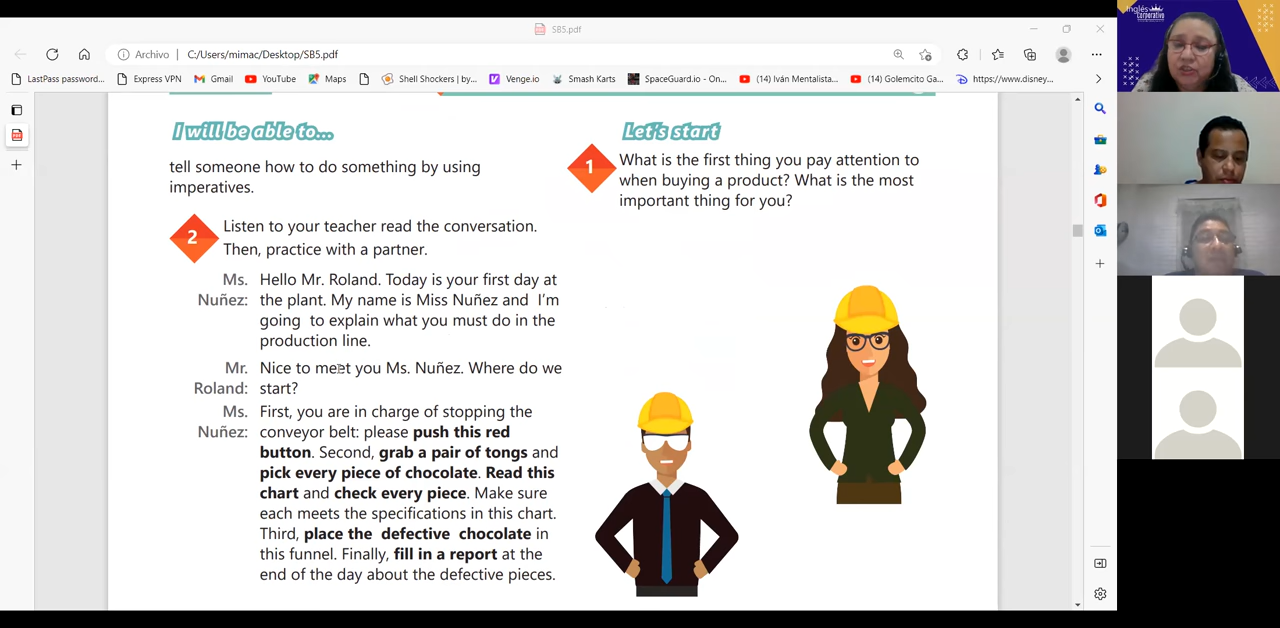 SB5.pdf
Archivo
C:/Users/mimac/Desktop/SB5.pdf
LastPass password...
Express VPN
Gmail
YouTube
Maps
Shell Shockers | by...
Venge.io
Smash Karts
SpaceGuard.io - On...
(14) Iván Mentalista...
(14) Golemcito Ga...
https://www.disney...
I will be able to...
tell someone how to do something by using
imperatives.
2
Listen to your teacher read the conversation.
Then, practice with a partner.
Ms. Hello Mr. Roland. Today is your first day at
Nuñez: the plant. My name is Miss Nuñez and I'm
going to explain what you must do in the
production line.
Mr. Nice to meet you Ms. Nuñez. Where do we
Roland: start?
Ms. First, you are in charge of stopping the
Nuñez: conveyor belt: please push this red
button. Second, grab a pair of tongs and
pick every piece of chocolate. Read this
chart and check every piece. Make sure
each meets the specifications in this chart.
Third, place the defective chocolate in
this funnel. Finally, fill in a report at the
end of the day about the defective pieces.
Let's start
1
What is the first thing you pay attention to
when buying a product? What is the most
important thing for you?
Inglés
Corporativo